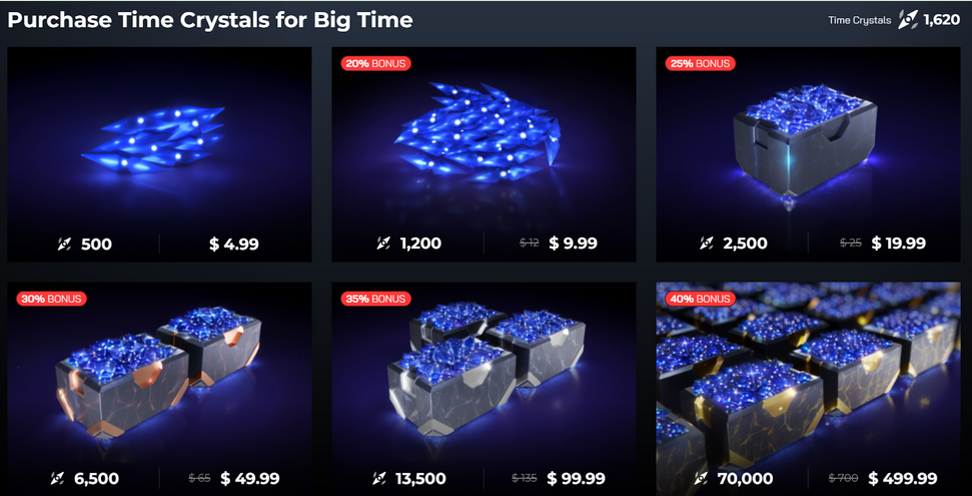 Purchase Time Crystals for Big Time
Time Crystals 1,620
500 $ 4.99
20% BONUS
1,200 $ 12 $ 9.99
25% BONUS
2,500 $ 25 $ 19.99
30% BONUS
6,500 $ 65 $ 49.99
35% BONUS
13,500 $ 135 $ 99.99
40% BONUS
70,000 $ 700 $ 499.99